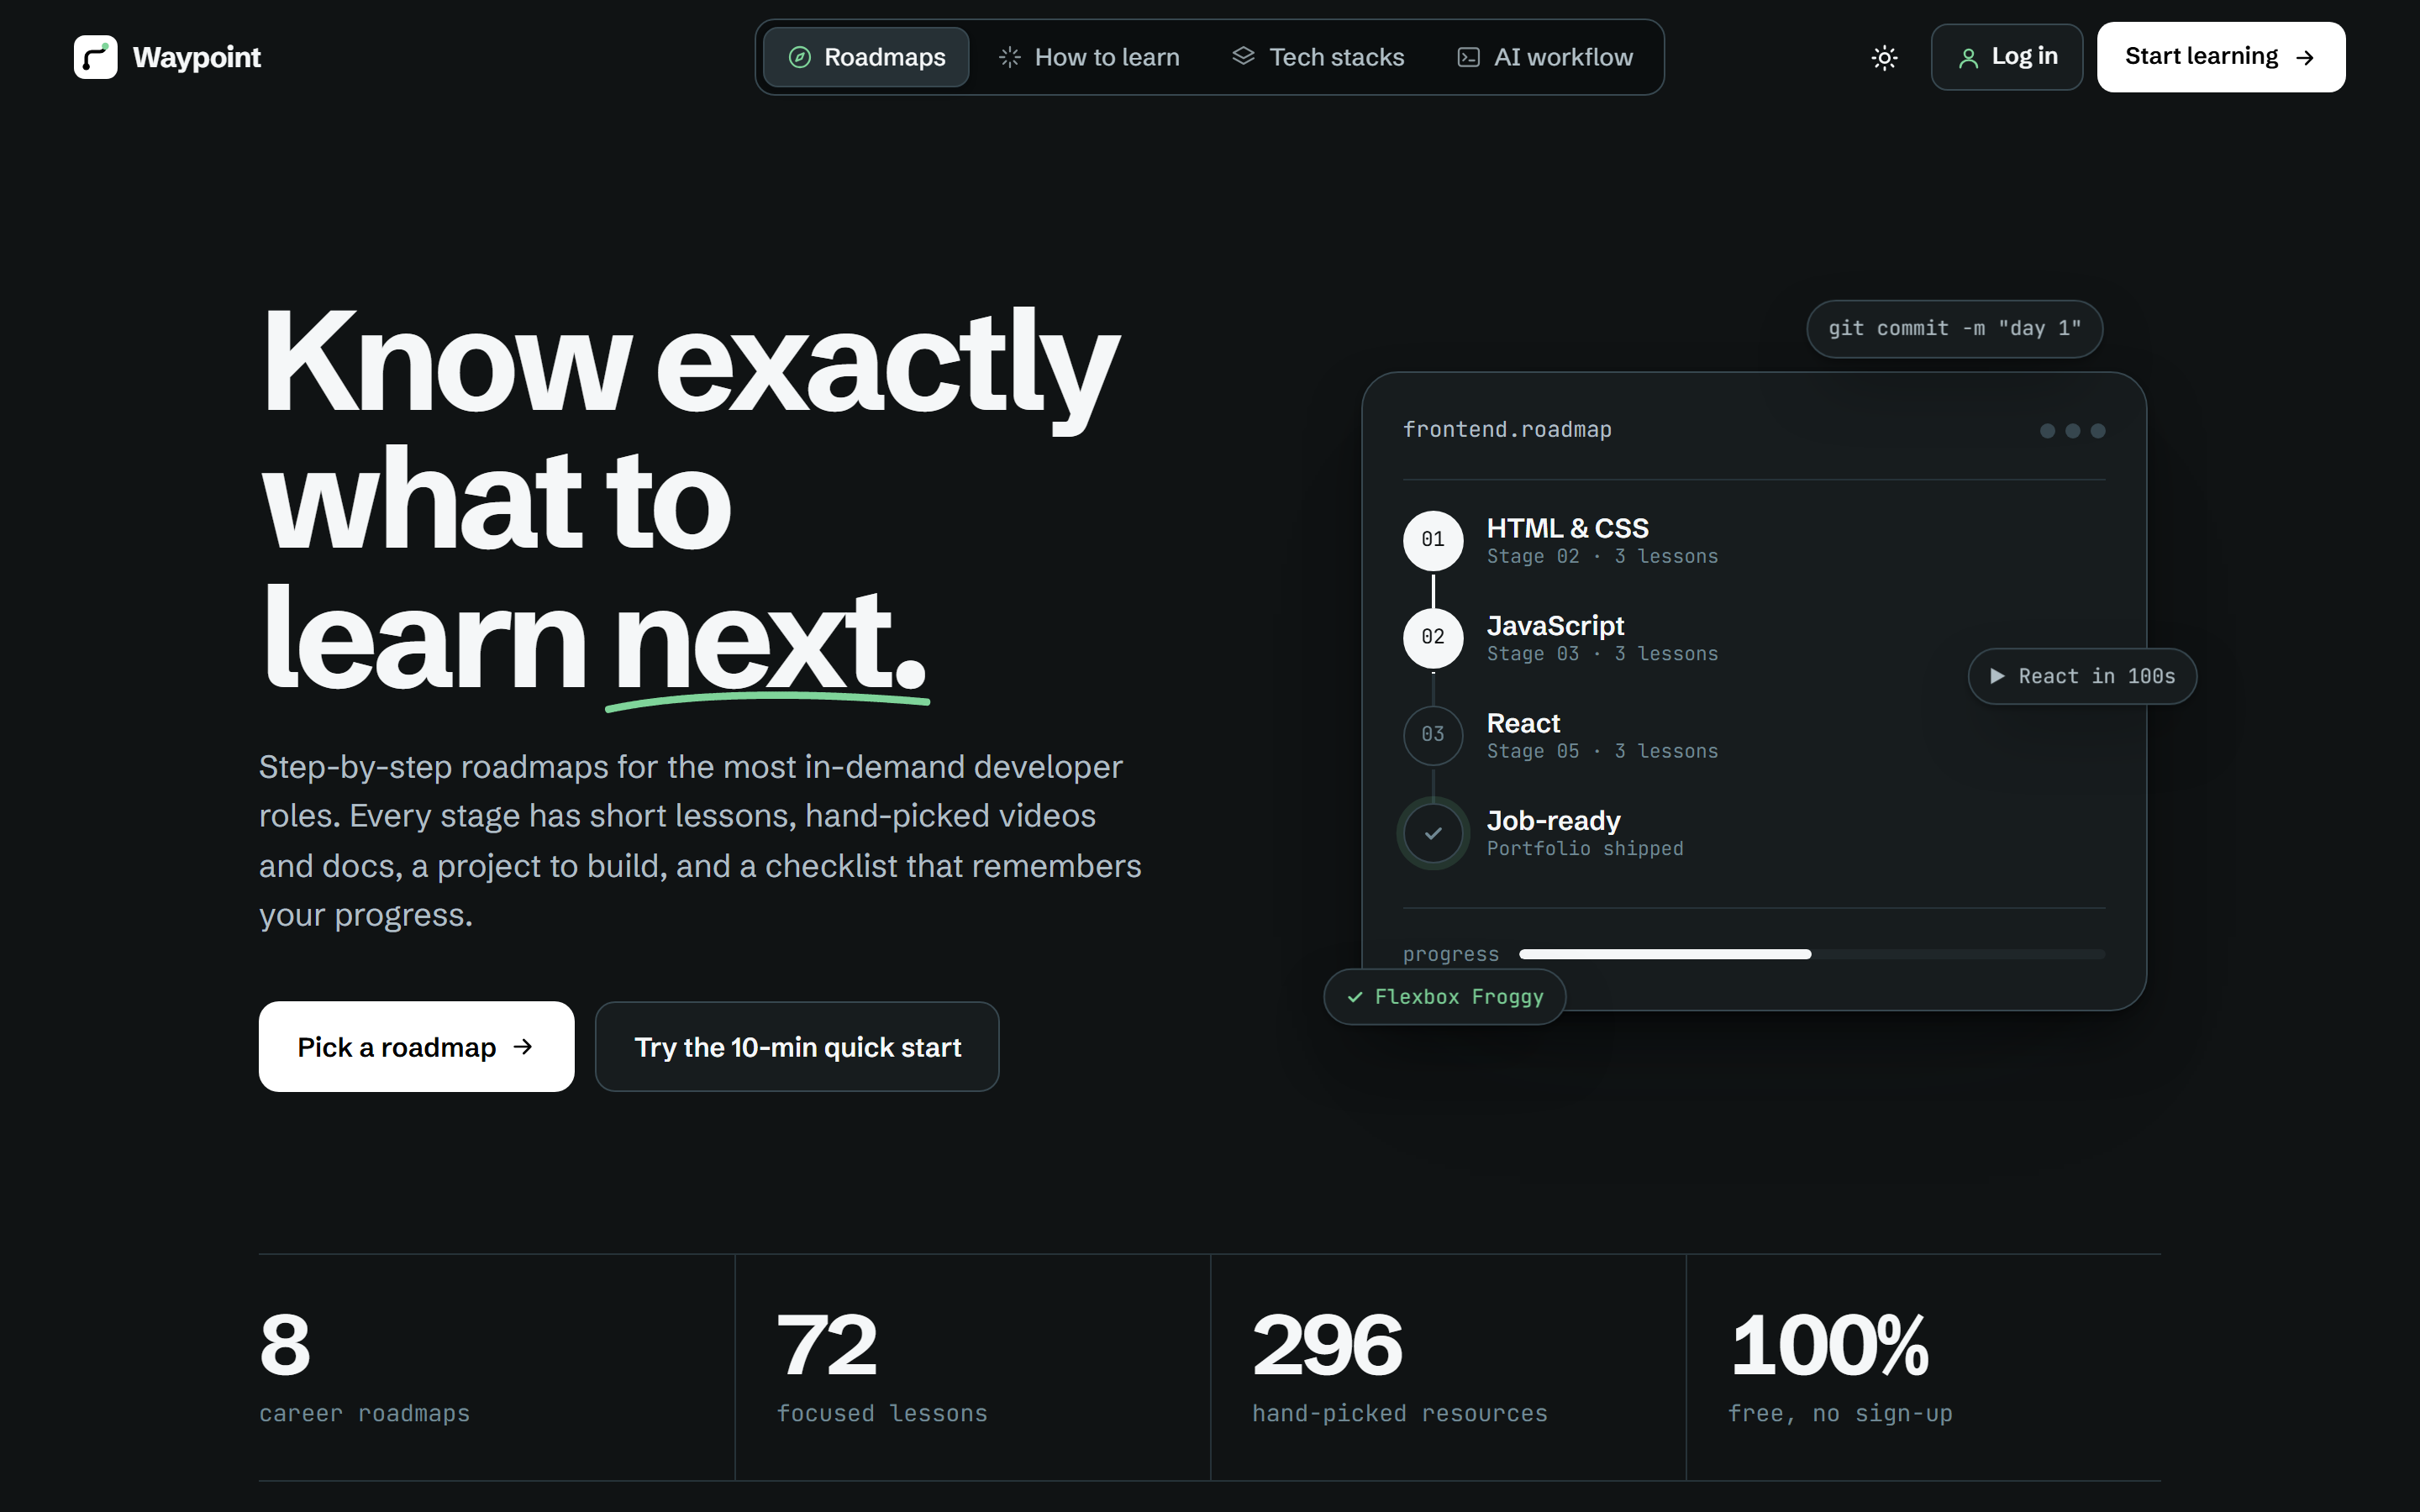 Waypoint
Roadmaps
How to learn
Tech stacks
AI workflow
Log in
Start learning →
Know exactly
what to
learn next.
Step-by-step roadmaps for the most in-demand developer
roles. Every stage has short lessons, hand-picked videos
and docs, a project to build, and a checklist that remembers
your progress.
Pick a roadmap →
Try the 10-min quick start
git commit -m "day 1"
frontend.roadmap
01
HTML & CSS
Stage 02 · 3 lessons
02
JavaScript
Stage 03 · 3 lessons
▶ React in 100s
03
React
Stage 05 · 3 lessons
✓
Job-ready
Portfolio shipped
progress
✓ Flexbox Froggy
8
career roadmaps
72
focused lessons
296
hand-picked resources
100%
free, no sign-up